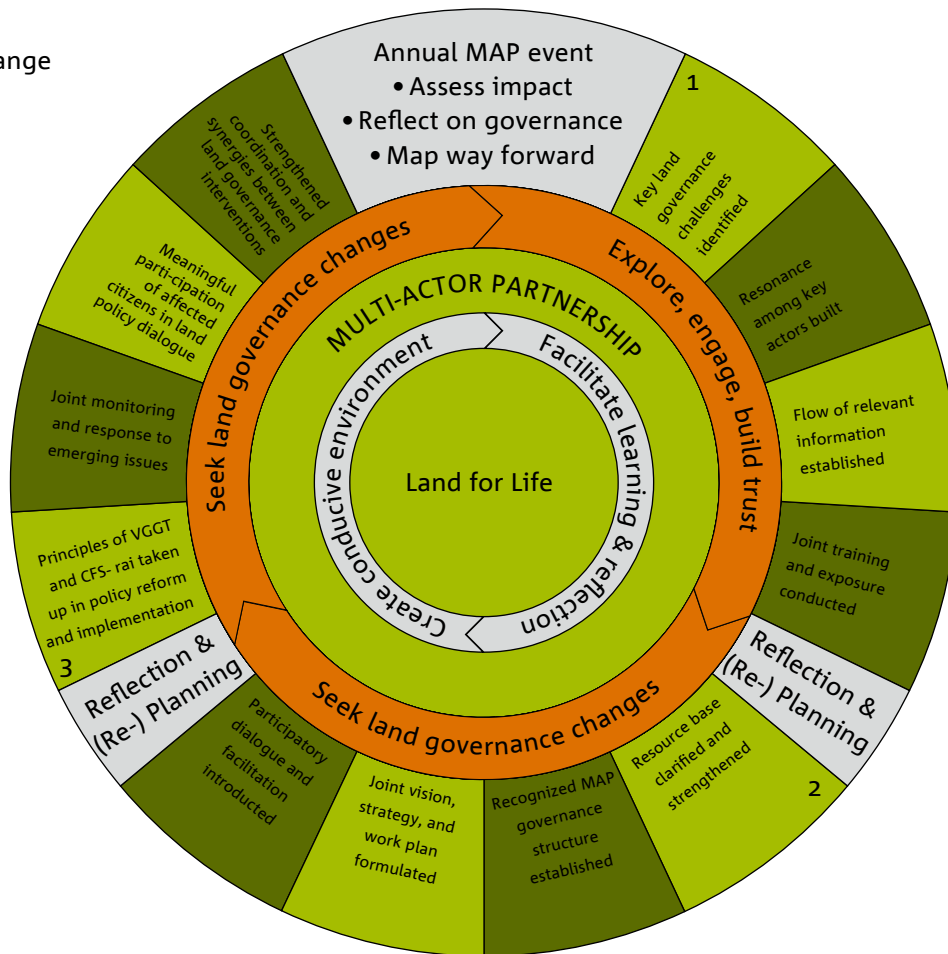 ange
Annual MAP event
• Assess impact
• Reflect on governance
• Map way forward
1
Key land
governance
challenges
identified
Resonance
among key
actors built
Flow of relevant
information
established
Joint training
and exposure
conducted
Reflection &
(Re-) Planning
2
Resource base
clarified and
strengthened
Recognized MAP
governance
structure
established
Joint vision,
strategy, and
work plan
formulated
Participatory
dialogue and
facilitation
introducted
Reflection &
(Re-) Planning
3
Principles of VGGT
and CFS- rai taken
up in policy reform
and implementation
Joint monitoring
and response to
emerging issues
Meaningful
parti-cipation
of affected
citizens in land
policy dialogue
Strengthened
coordination and
synergies between
land governance
interventions
Explore, engage, build trust
Seek land governance changes
Seek land governance changes
MULTI-ACTOR PARTNERSHIP
Facilitate learning & reflection
Create conducive environment
Land for Life